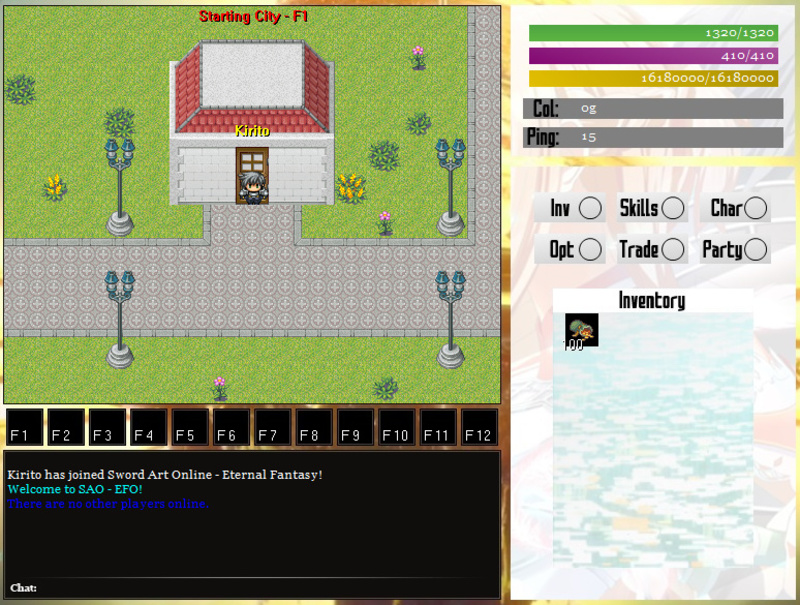 Starting City - F1
Kirito
F1 F2 F3 F4 F5 F6 F7 F8 F9 F10 F11 F12
Kirito has joined Sword Art Online - Eternal Fantasy!
Welcome to SAO - EFO!
There are no other players online.
Chat:
1320/1320
410/410
16180000/16180000
Col: 0g
Ping: 15
Inv Skills Char
Opt Trade Party
Inventory
100